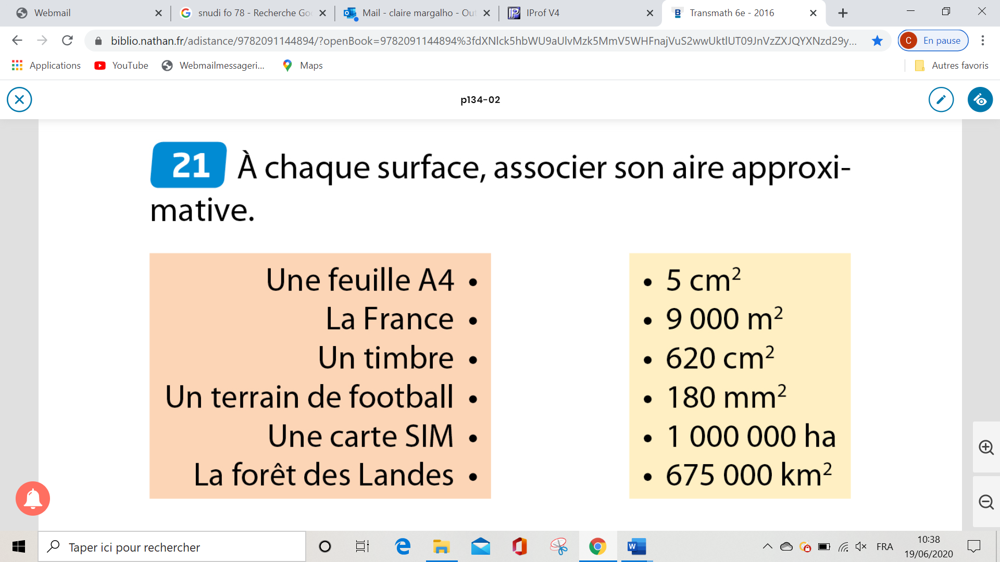 Webmail
snudi fo 78 - Recherche Go
Mail - claire margalho - Out
IProf V4
Transmath 6e - 2016
biblio.nathan.fr/adistance/9782091144894/?openBook=9782091144894%3fdXNlck5hbWU9aUlvMzk5MmV5WHFnajVuS2wwUktlUT09JnVzZXJQYXNzd29y...
C En pause
Applications
YouTube
Webmailmessageri...
Maps
Autres favoris
p134-02
21 À chaque surface, associer son aire approxi-
mative.
Une feuille A4 •
La France •
Un timbre •
Un terrain de football •
Une carte SIM •
La forêt des Landes •
• 5 cm²
• 9 000 m²
• 620 cm²
• 180 mm²
• 1 000 000 ha
• 675 000 km²
Taper ici pour rechercher
FRA
10:38
19/06/2020